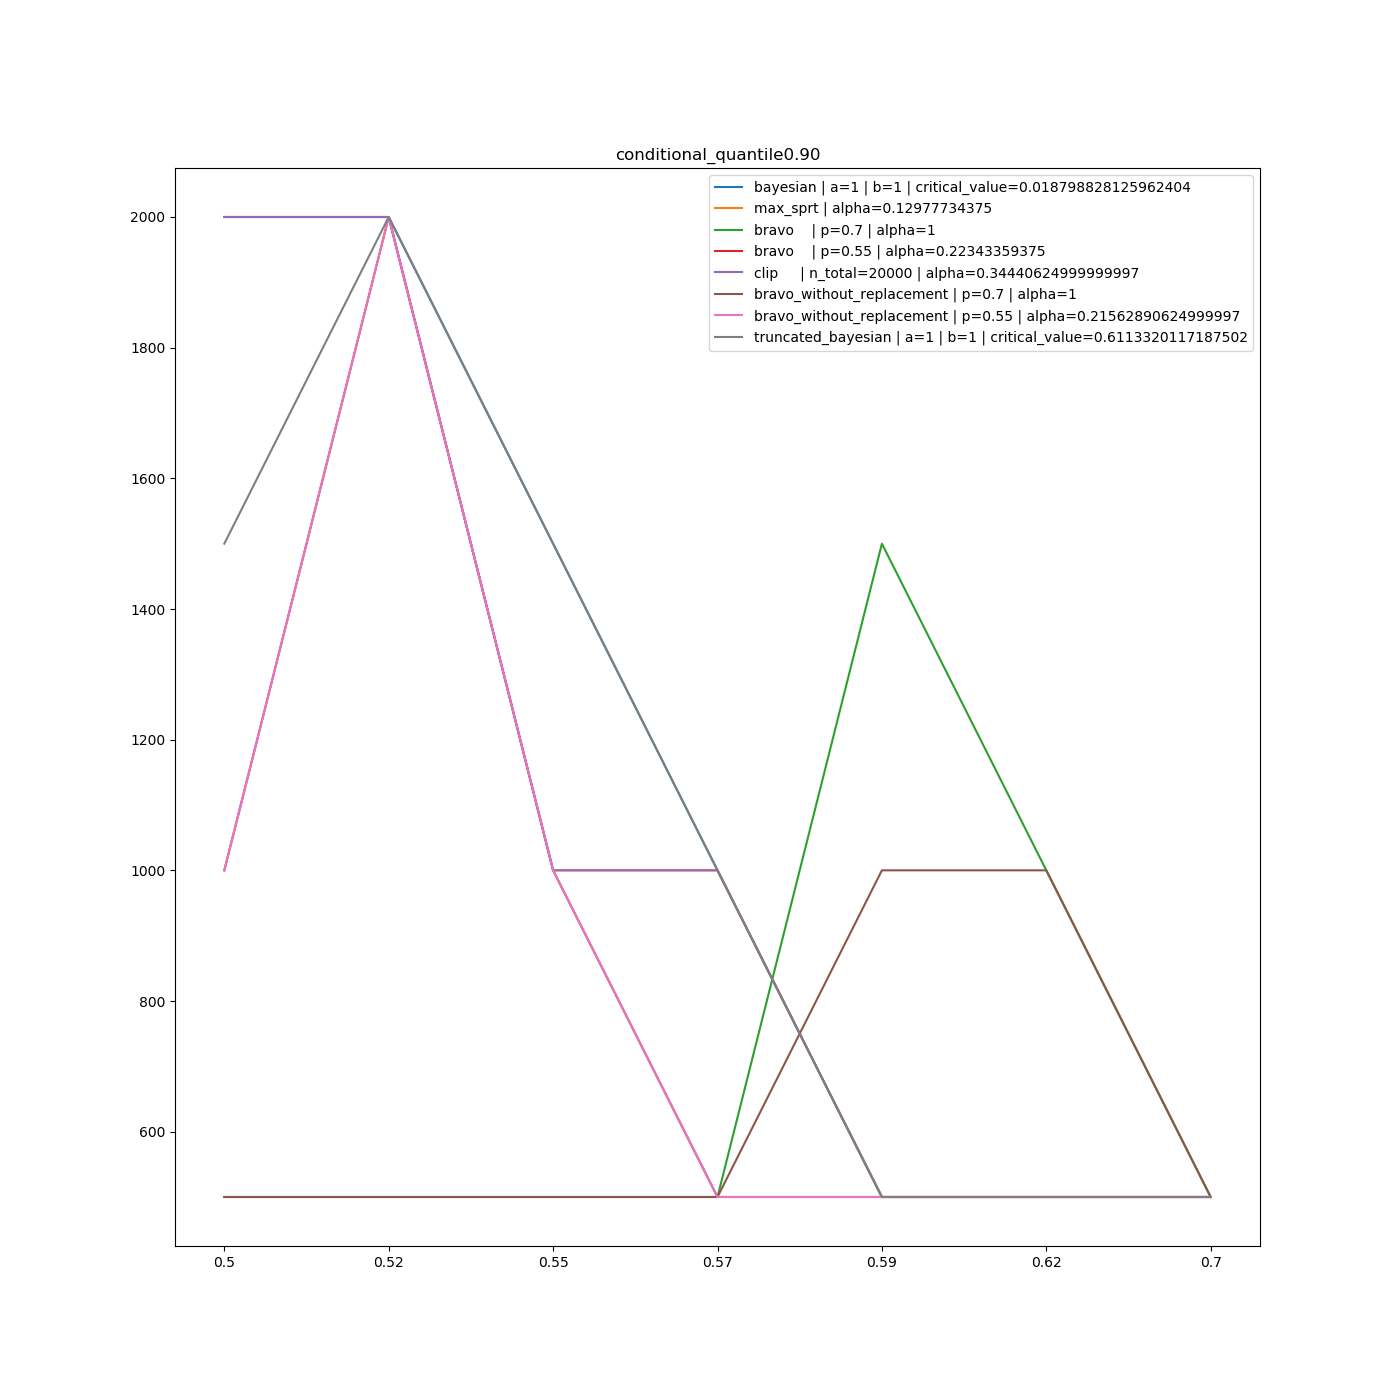 conditional_quantile0.90
bayesian | a=1 | b=1 | critical_value=0.018798828125962404
max_sprt | alpha=0.12977734375
bravo    | p=0.7 | alpha=1
bravo    | p=0.55 | alpha=0.22343359375
clip     | n_total=20000 | alpha=0.34440624999999997
bravo_without_replacement | p=0.7 | alpha=1
bravo_without_replacement | p=0.55 | alpha=0.21562890624999997
truncated_bayesian | a=1 | b=1 | critical_value=0.6113320117187502
2000
1800
1600
1400
1200
1000
800
600
0.5 0.52 0.55 0.57 0.59 0.62 0.7